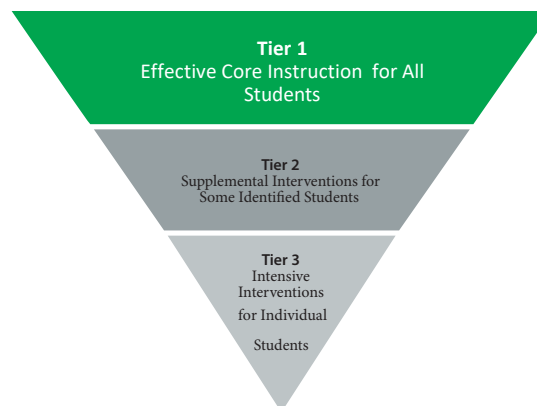 Tier 1
Effective Core Instruction for All
Students
Tier 2
Supplemental Interventions for
Some Identified Students
Tier 3
Intensive
Interventions
for Individual
Students